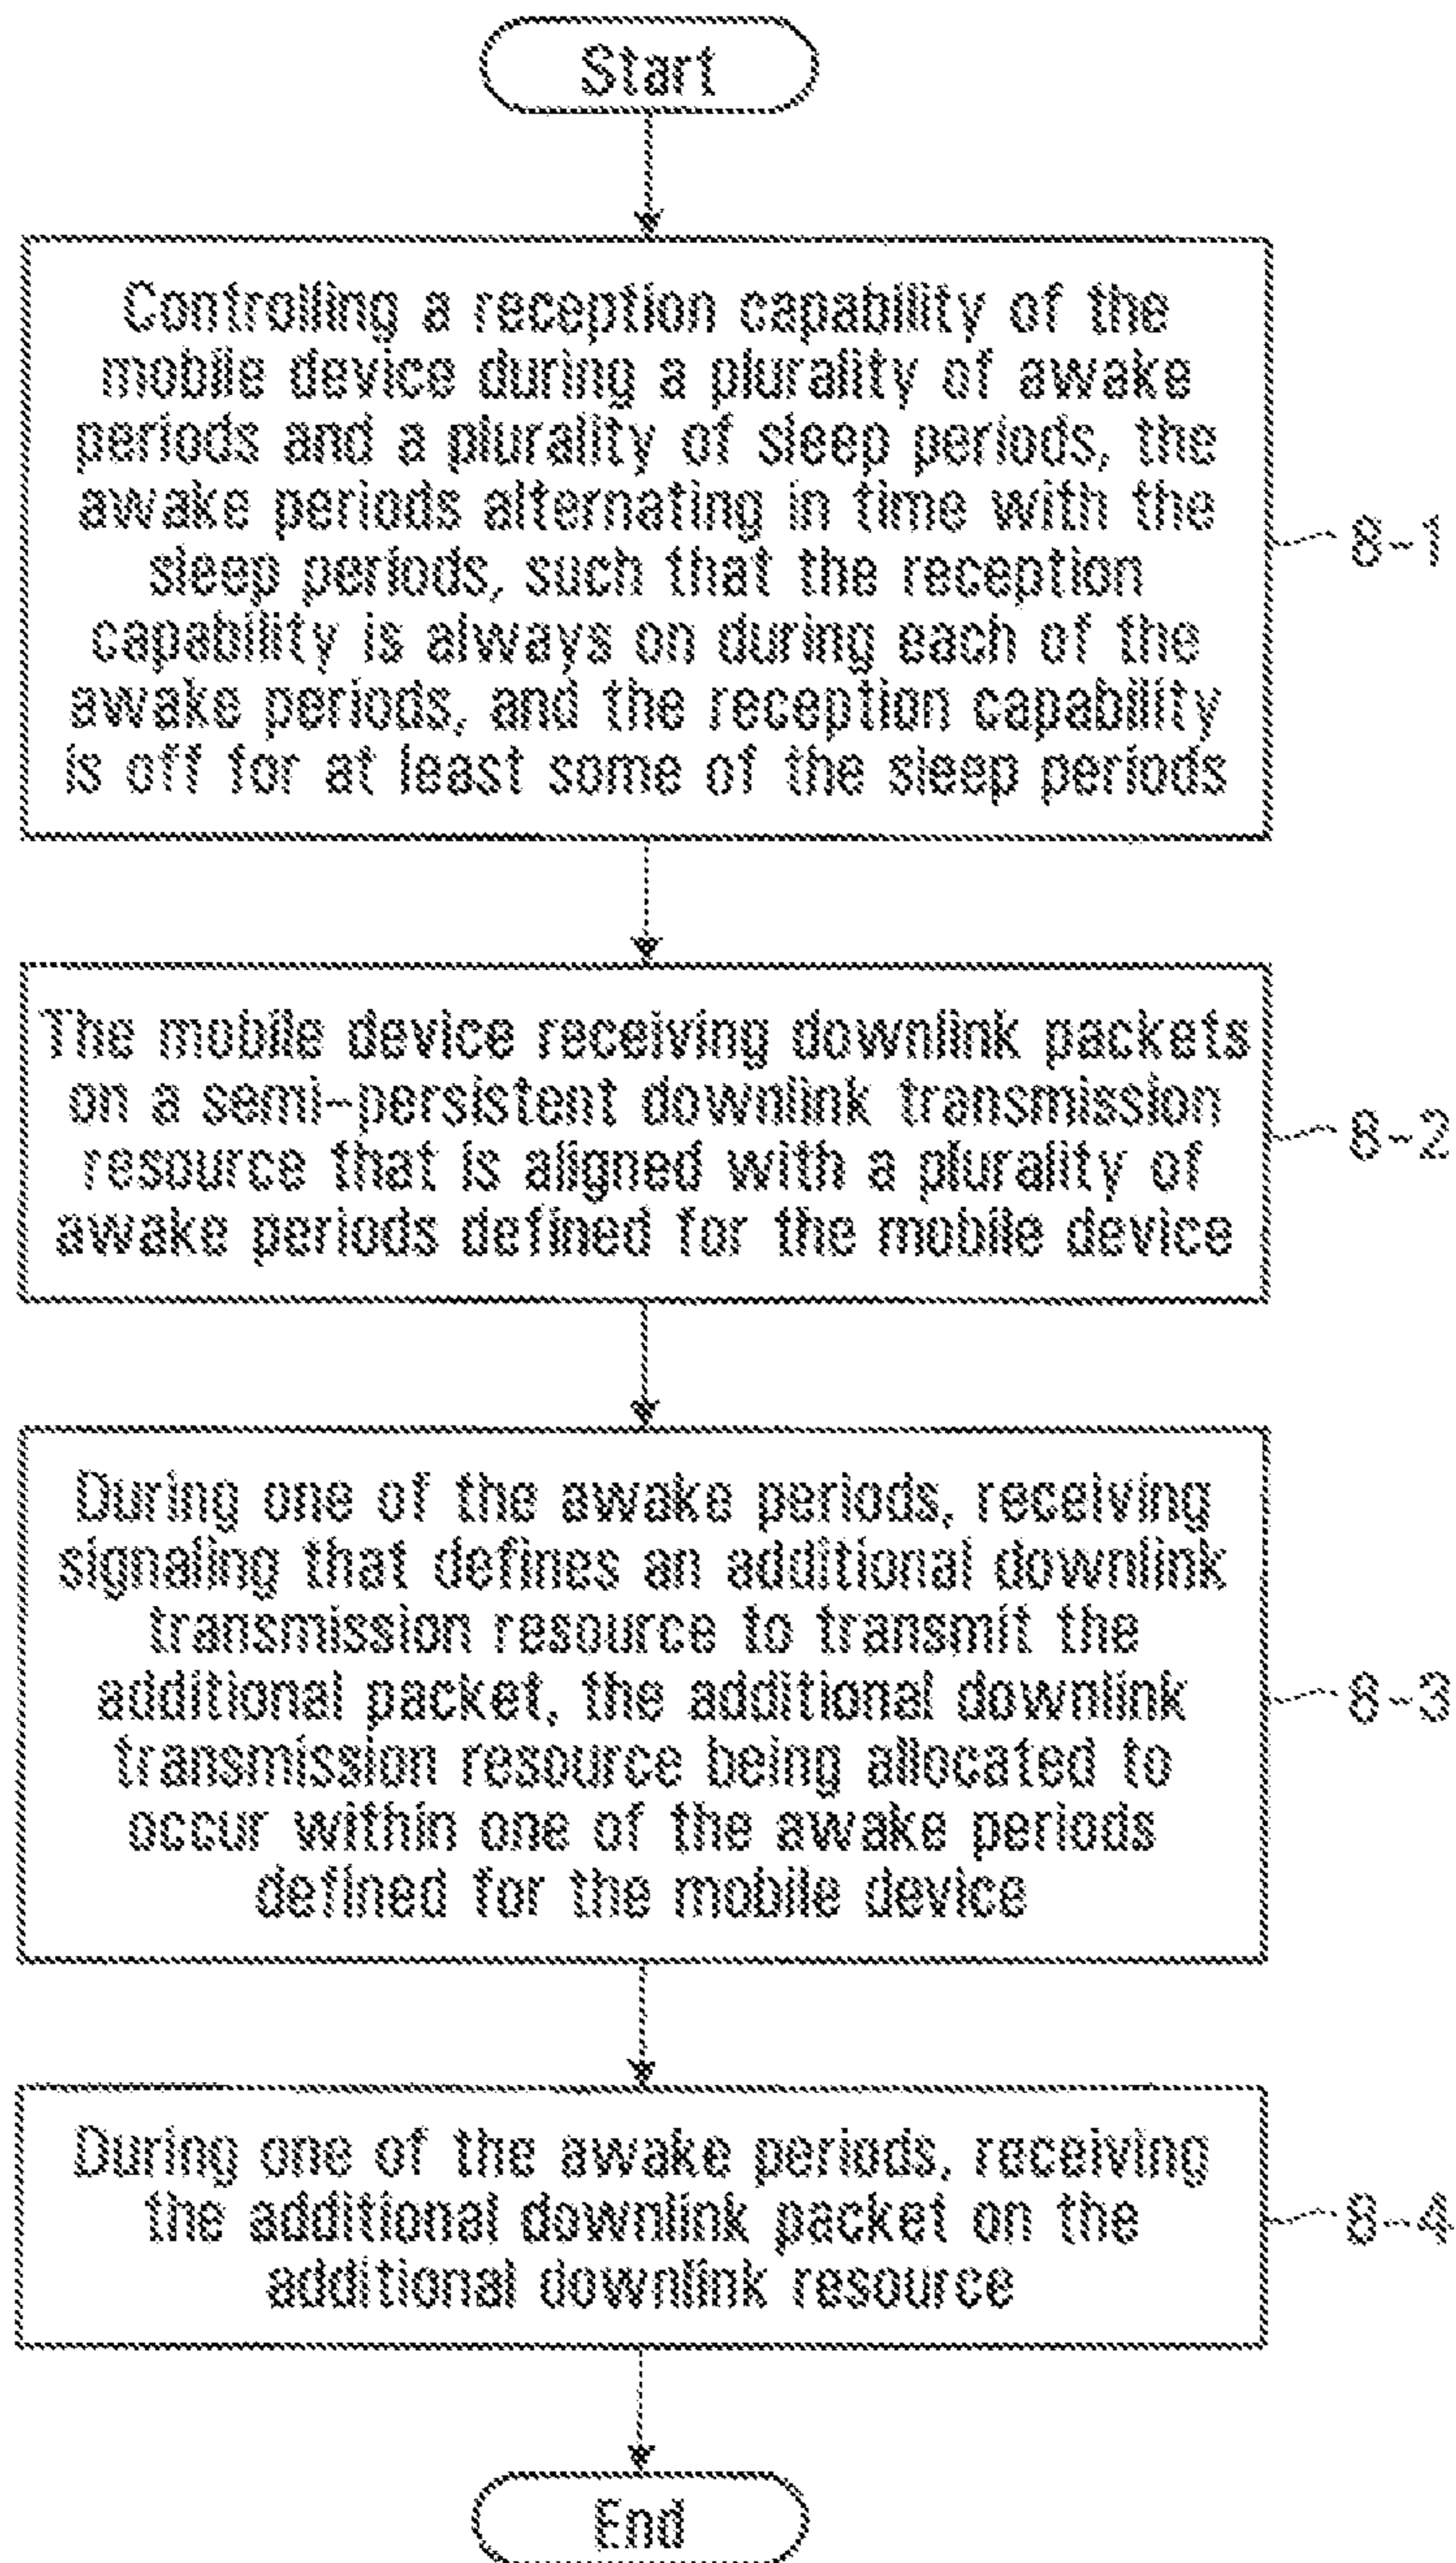 Start
Controlling a reception capability of the
mobile device during a plurality of awake
periods and a plurality of sleep periods, the
awake periods alternating in time with the
sleep periods, such that the reception
capability is always on during each of the
awake periods, and the reception capability
is off for at least some of the sleep periods
8-1
The mobile device receiving downlink packets
on a semi-persistent downlink transmission
resource that is aligned with a plurality of
awake periods defined for the mobile device
8-2
During one of the awake periods, receiving
signaling that defines an additional downlink
transmission resource to transmit the
additional packet, the additional downlink
transmission resource being allocated to
occur within one of the awake periods
defined for the mobile device
8-3
During one of the awake periods, receiving
the additional downlink packet on the
additional downlink resource
8-4
End